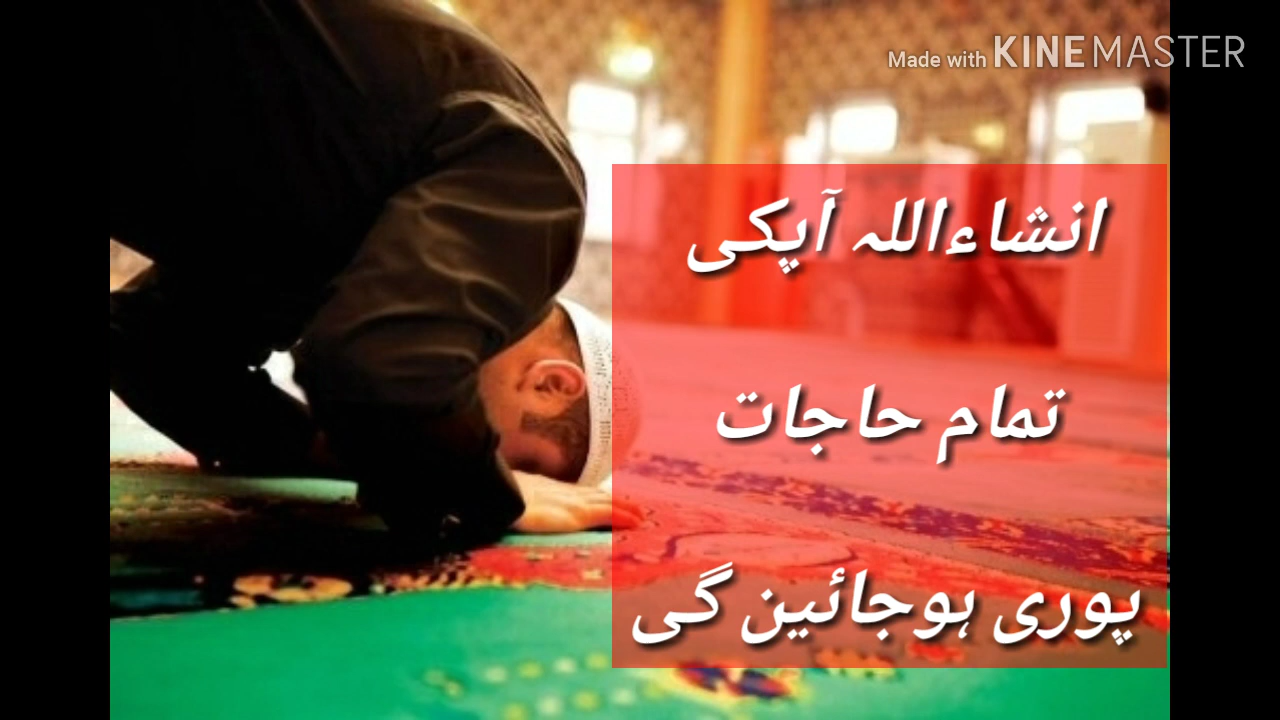 Made with KINEMASTER
انشاءاللہ آپکی
تمام حاجات
پوری ہوجائین گی